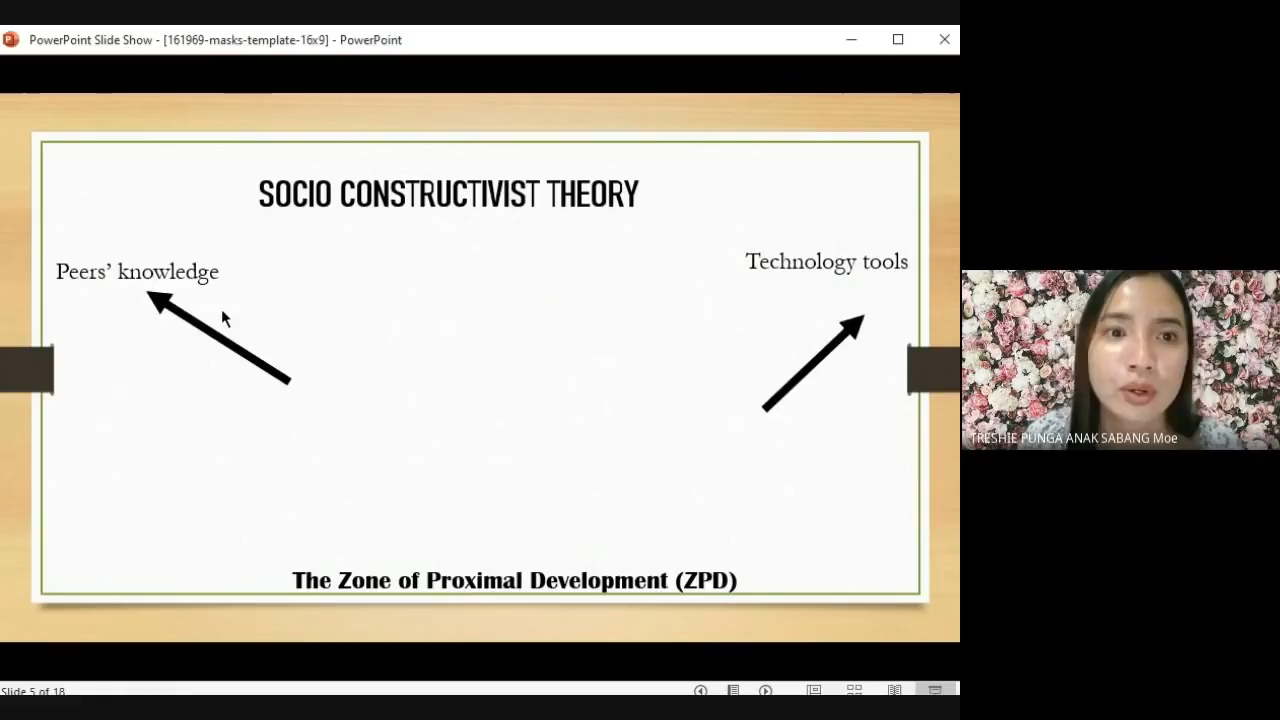 PowerPoint Slide Show - [161969-masks-template-16x9] - PowerPoint
SOCIO CONSTRUCTIVIST THEORY
Peers’ knowledge
Technology tools
TRESHIE PUNGA ANAK SABANG Moe
The Zone of Proximal Development (ZPD)
Slide 5 of 18